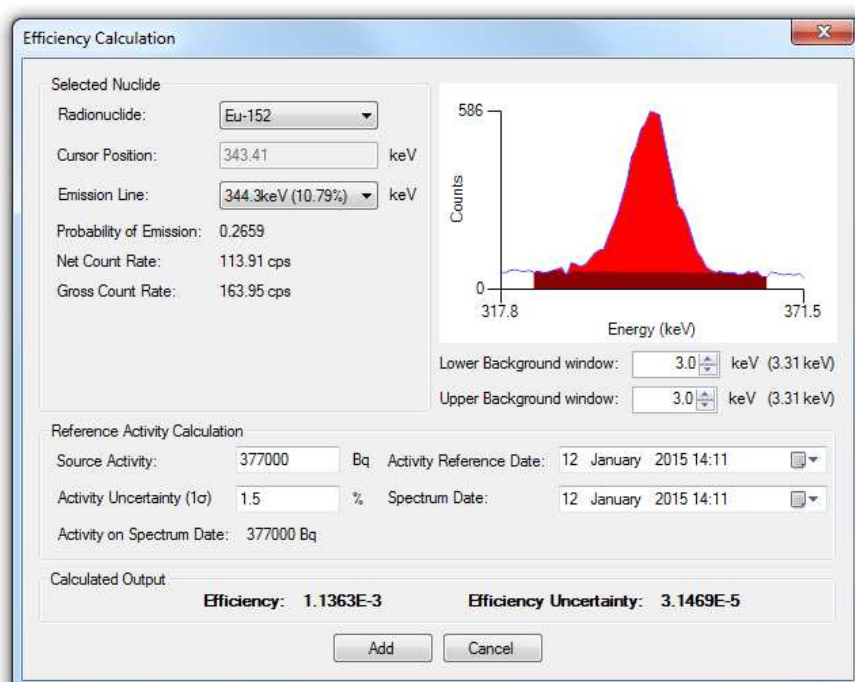 Efficiency Calculation
Selected Nuclide
Radionuclide: Eu-152
Cursor Position: 343.41 keV
Emission Line: 344.3keV (10.79%) keV
Probability of Emission: 0.2659
Net Count Rate: 113.91 cps
Gross Count Rate: 163.95 cps
586
Counts
0
317.8 371.5
Energy (keV)
Lower Background window: 3.0 keV (3.31 keV)
Upper Background window: 3.0 keV (3.31 keV)
Reference Activity Calculation
Source Activity: 377000 Bq Activity Reference Date: 12 January 2015 14:11
Activity Uncertainty (1σ) 1.5 % Spectrum Date: 12 January 2015 14:11
Activity on Spectrum Date: 377000 Bq
Calculated Output
Efficiency: 1.1363E-3 Efficiency Uncertainty: 3.1469E-5
Add Cancel